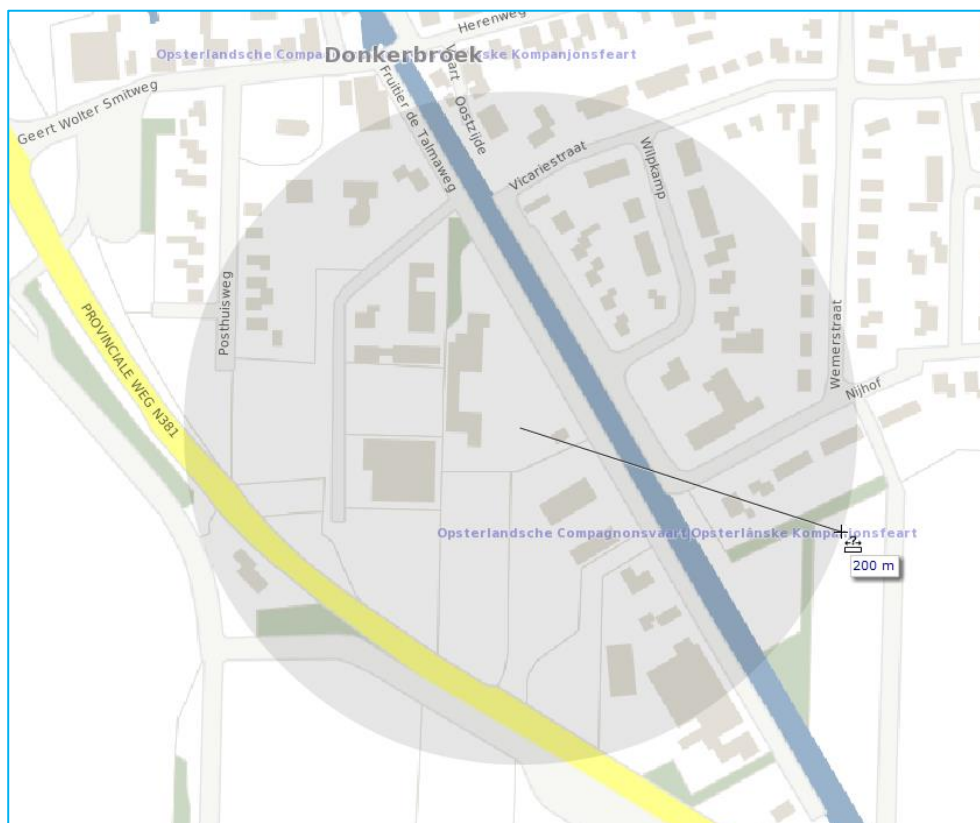 Herenweg
Opsterlandsche Compa
Donkerbroek
ske Kompanjonsfeart
Geert Wolter Smitweg
Fruitier de Talmaweg
Oostzijde
Vicariestraat
Wilpkamp
Posthuisweg
PROVINCIALE WEG N381
Wemerstraat
Nijhof
Opsterlandsche Compagnonsvaart|Opsterlânske Kompanjonsfeart
200 m